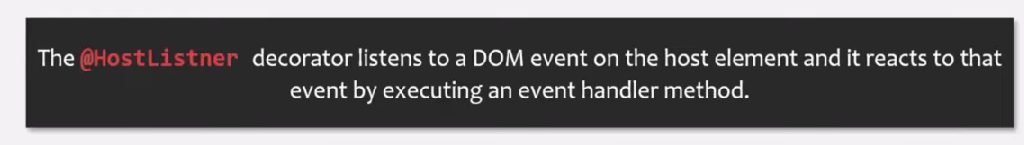 The @HostListner decorator listens to a DOM event on the host element and it reacts to that
event by executing an event handler method.